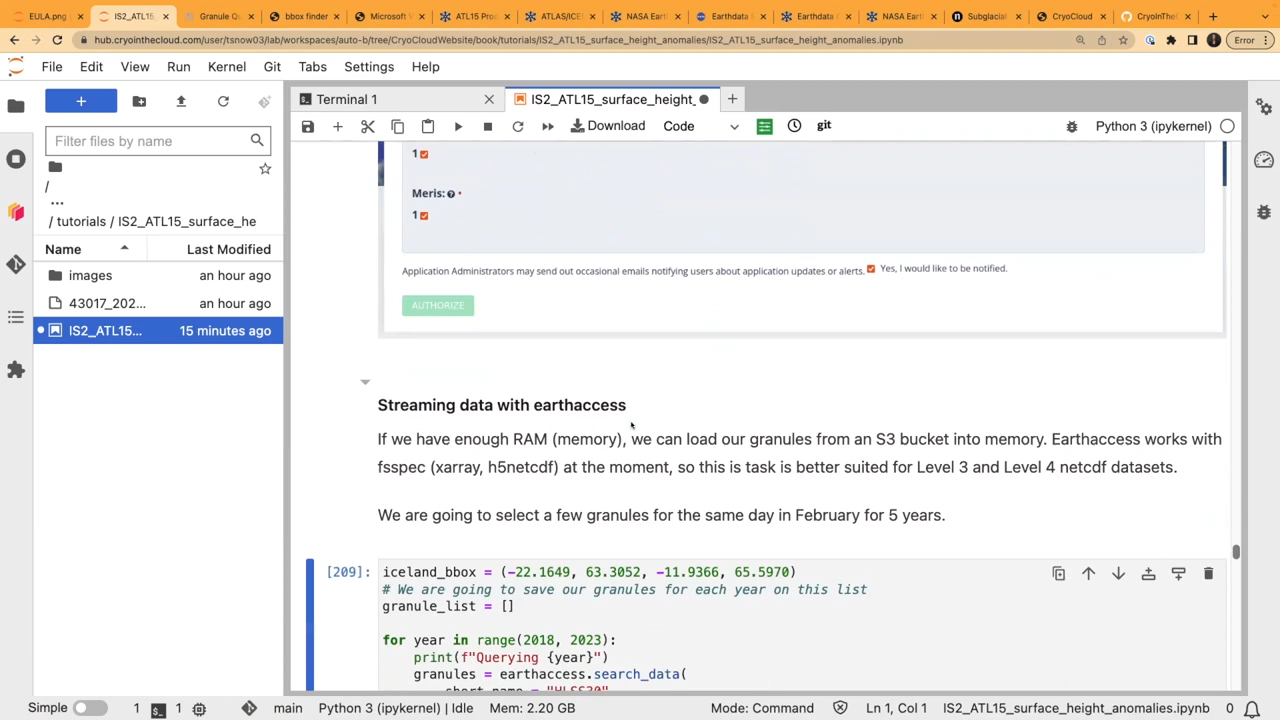 EULA.png
IS2_ATL15
Granule Qu
bbox finder
Microsoft
ATL15 Pro
ATLAS/ICE
NASA Eart
Earthdata
Earthdata
NASA Eart
Subglacial
CryoCloud
CryoInThe
hub.cryointhecloud.com/user/tsnow03/lab/workspaces/auto-b/tree/CryoCloudWebsite/book/tutorials/IS2_ATL15_surface_height_anomalies/IS2_ATL15_surface_height_anomalies.ipynb
Error
File Edit View Run Kernel Git Tabs Settings Help
Terminal 1
IS2_ATL15_surface_height_
Download
Code
git
Python 3 (ipykernel)
Filter files by name
/
...
/ tutorials / IS2_ATL15_surface_he
Name Last Modified
images an hour ago
43017_202... an hour ago
IS2_ATL15... 15 minutes ago
1
Meris:
1
Application Administrators may send out occasional emails notifying users about application updates or alerts. Yes, I would like to be notified.
AUTHORIZE
Streaming data with earthaccess
If we have enough RAM (memory), we can load our granules from an S3 bucket into memory. Earthaccess works with
fsspec (xarray, h5netcdf) at the moment, so this is task is better suited for Level 3 and Level 4 netcdf datasets.
We are going to select a few granules for the same day in February for 5 years.
[209]: iceland_bbox = (-22.1649, 63.3052, -11.9366, 65.5970)
# We are going to save our granules for each year on this list
granule_list = []
for year in range(2018, 2023):
print(f"Querying {year}")
granules = earthaccess.search_data(
short_name = "HLSS30"
Simple 1 1 main Python 3 (ipykernel) | Idle Mem: 2.20 GB Mode: Command Ln 1, Col 1 IS2_ATL15_surface_height_anomalies.ipynb 0